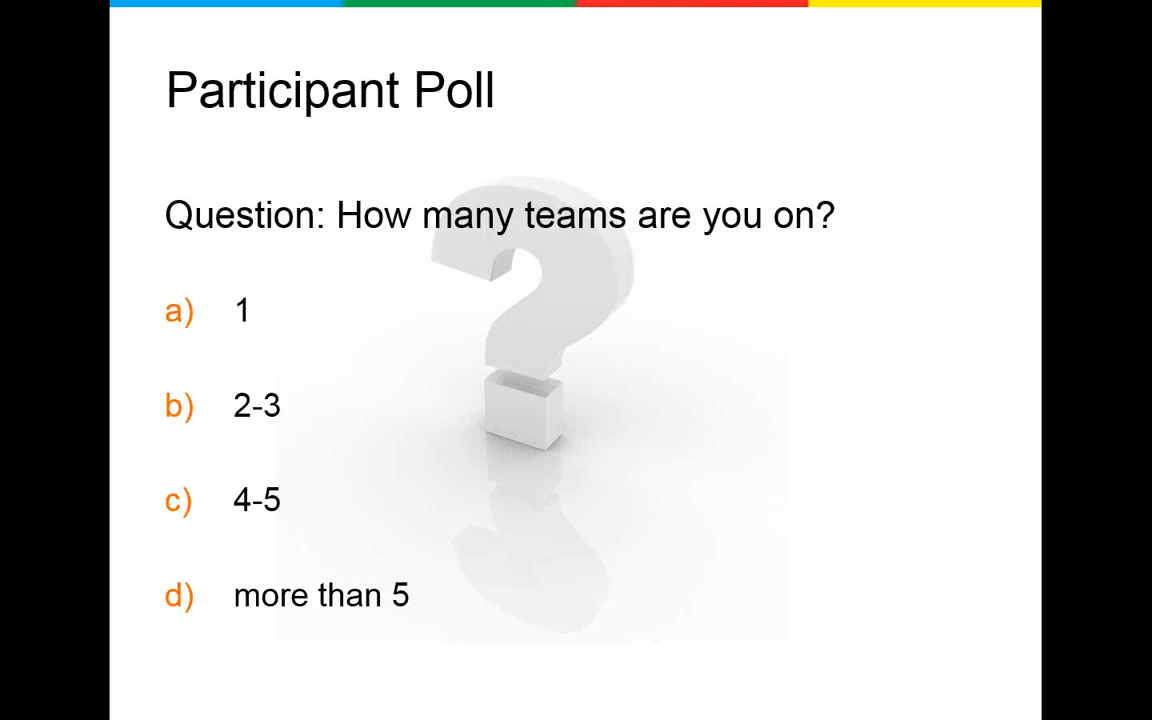 Participant Poll
Question: How many teams are you on?
a) 1
b) 2-3
c) 4-5
d) more than 5